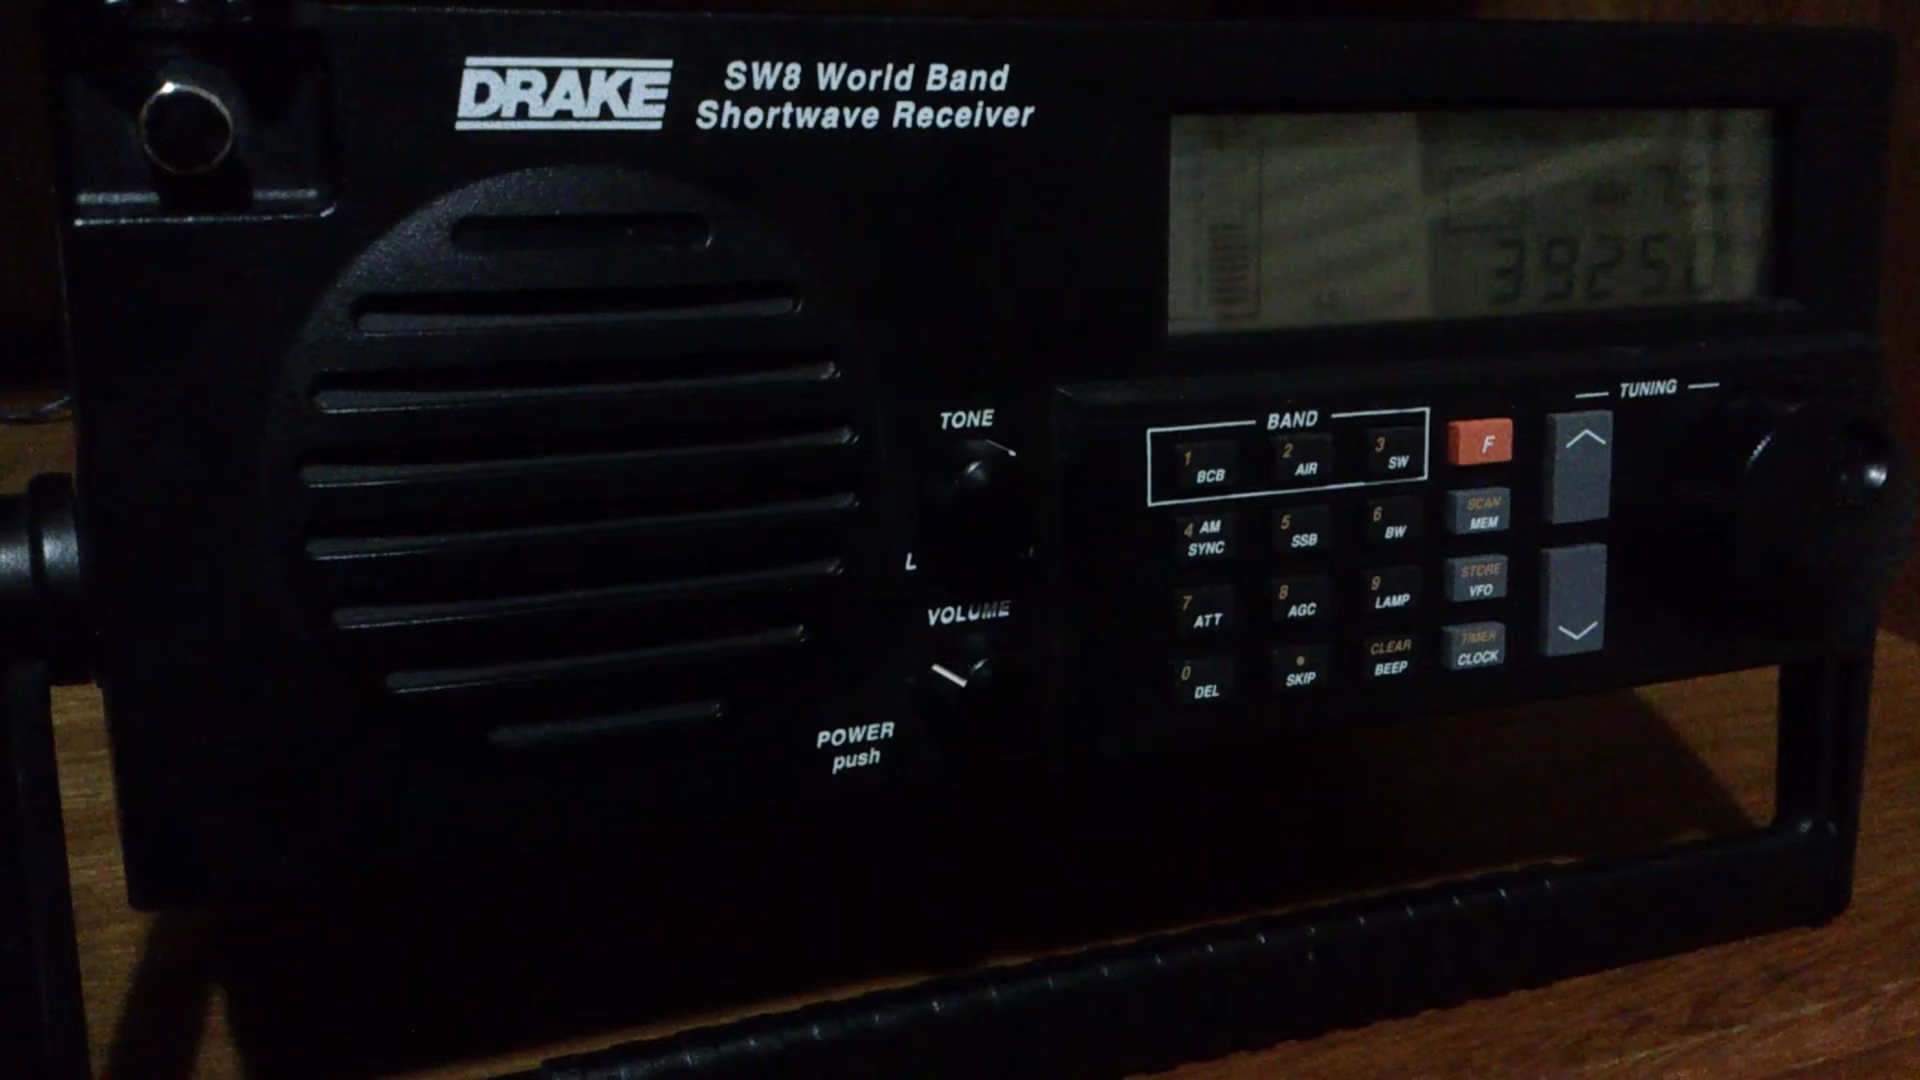 DRAKE
SW8 World Band
Shortwave Receiver
3925
TUNING
BAND
TONE
1 BCB
2 AIR
3 SW
F
4 AM SYNC
5 SSB
6 BW
SCAN MEM
L
7 ATT
8 AGC
9 LAMP
STORE VFO
VOLUME
0 DEL
• SKIP
CLEAR BEEP
TIMER CLOCK
POWER
push